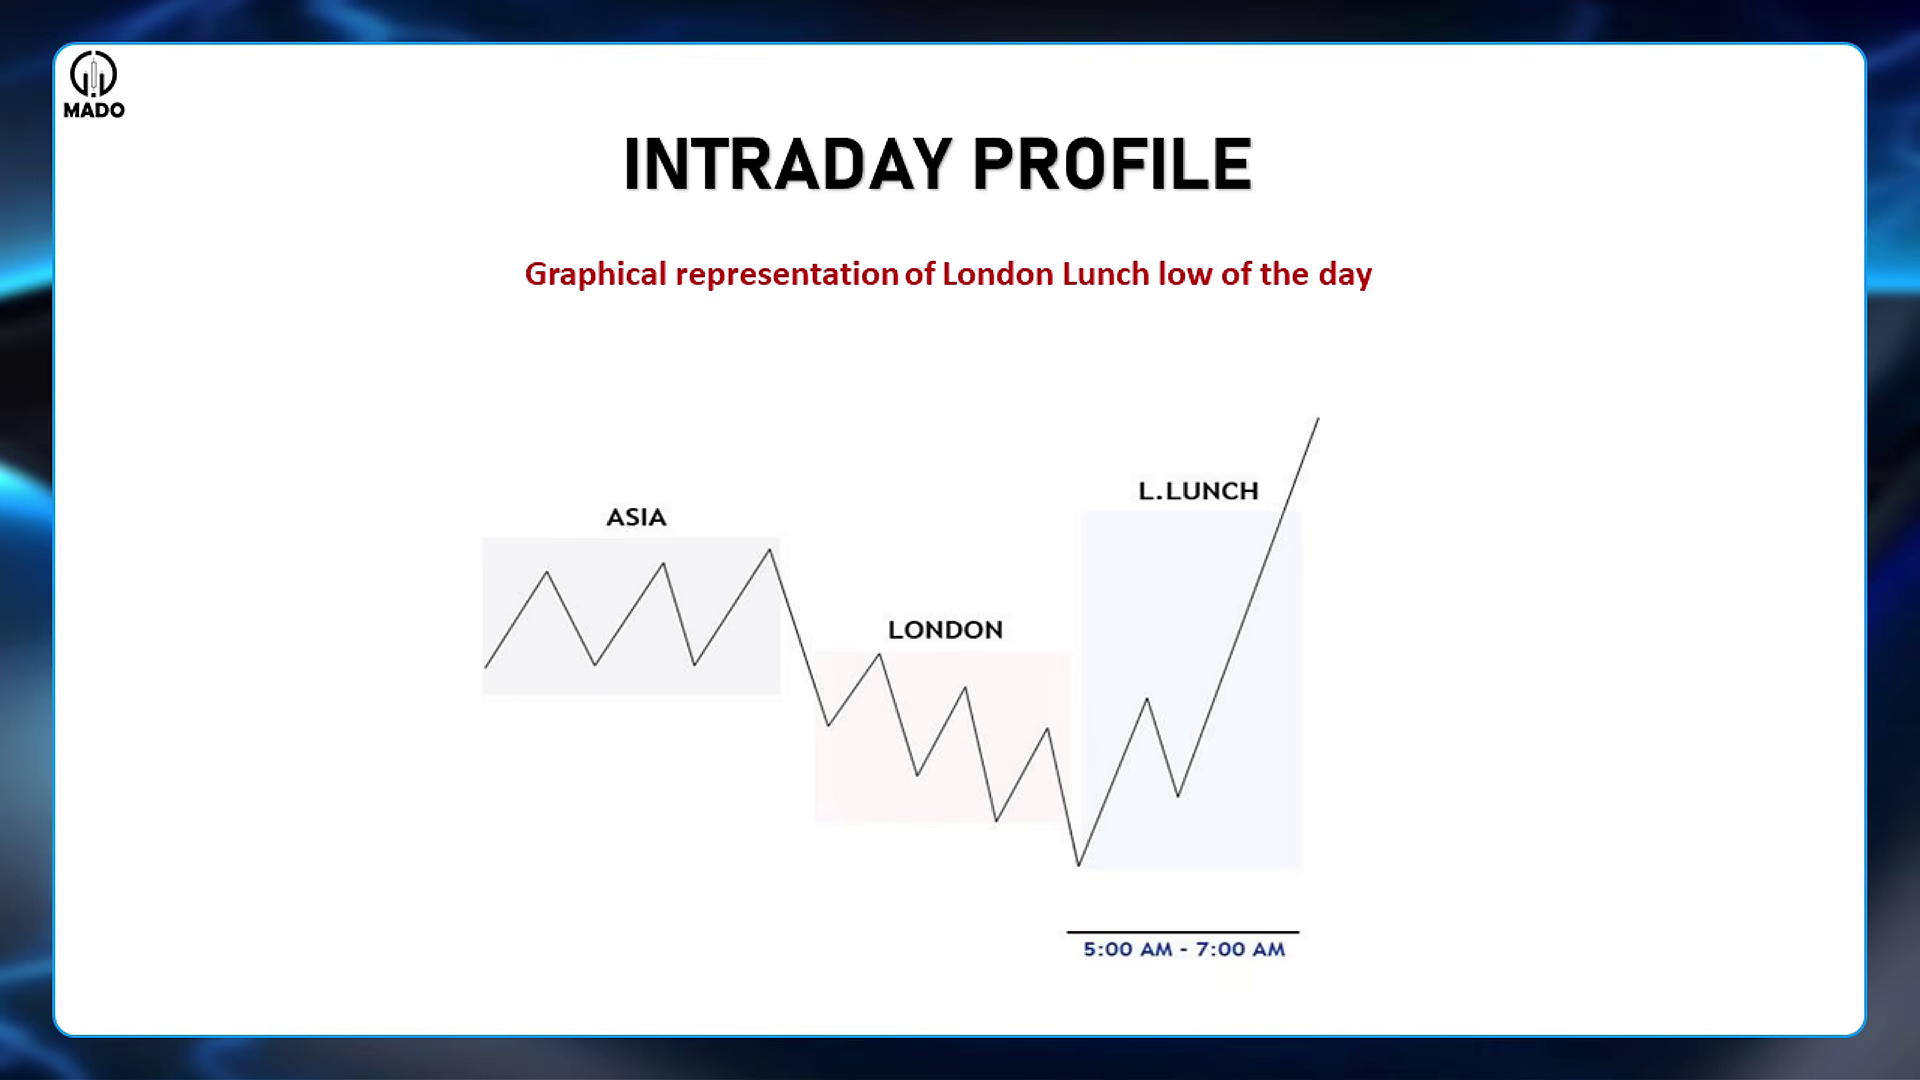 MADO
INTRADAY PROFILE
Graphical representation of London Lunch low of the day
L.LUNCH
ASIA
LONDON
5:00 AM - 7:00 AM